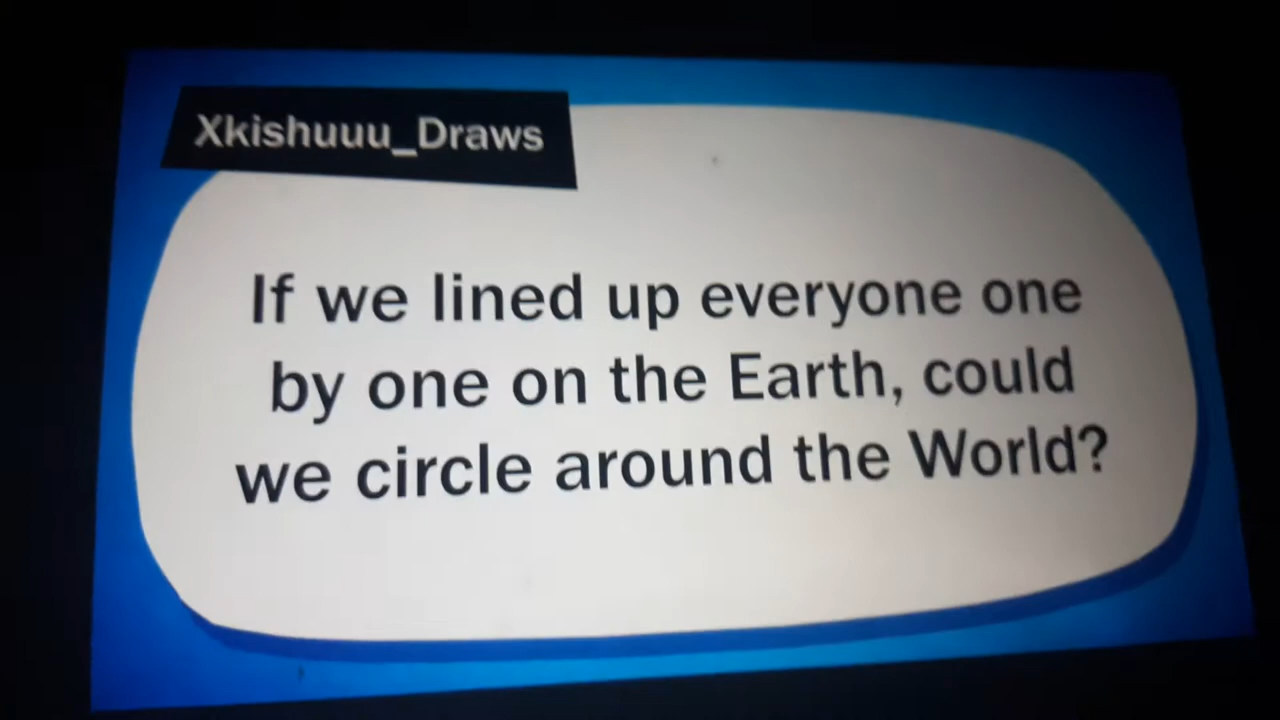 Xkishuuu_Draws
If we lined up everyone one
by one on the Earth, could
we circle around the World?